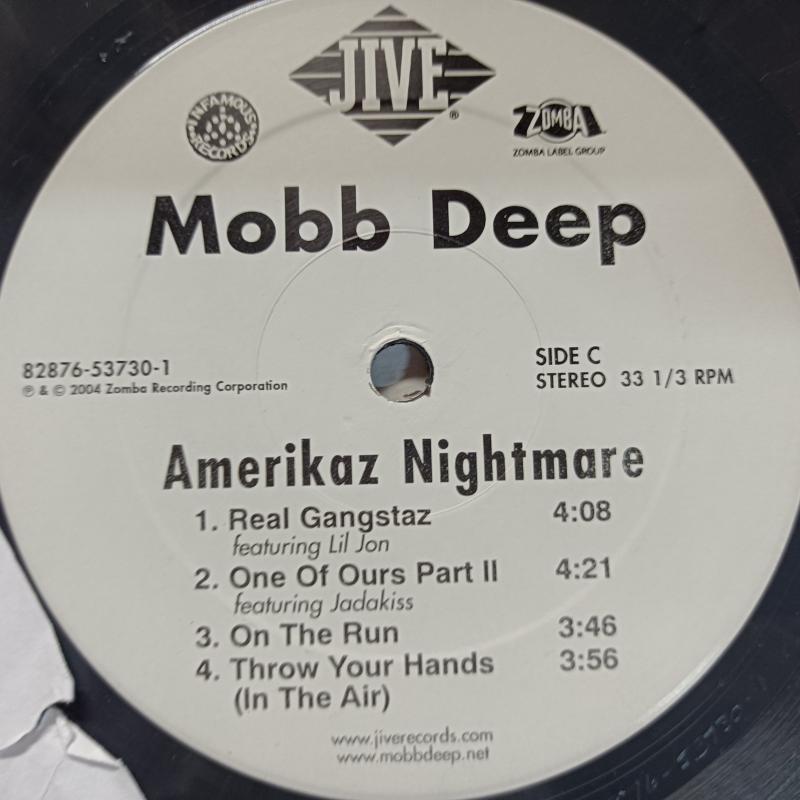 JIVE ®
INFAMOUS RECORDS
ZOMBA
ZOMBA LABEL GROUP
Mobb Deep
82876-53730-1
℗ & © 2004 Zomba Recording Corporation
SIDE C
STEREO 33 1/3 RPM
Amerikaz Nightmare
1. Real Gangstaz 4:08
featuring Lil Jon
2. One Of Ours Part II 4:21
featuring Jadakiss
3. On The Run 3:46
4. Throw Your Hands 3:56
(In The Air)
www.jiverecords.com
www.mobbdeep.net